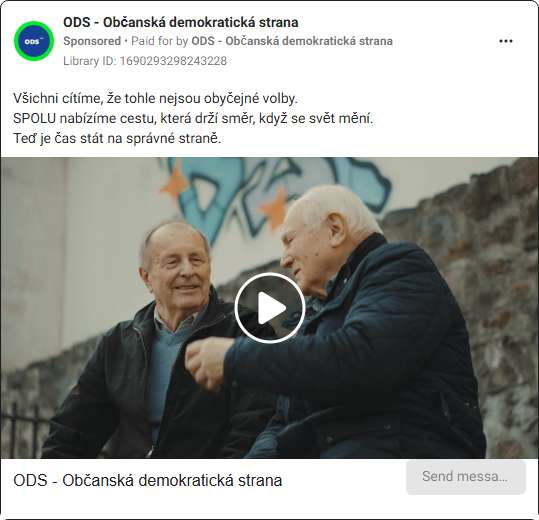 ODS - Občanská demokratická strana
Sponsored • Paid for by ODS - Občanská demokratická strana
Library ID: 1690293298243228
ODS
Všichni cítíme, že tohle nejsou obyčejné volby.
SPOLU nabízíme cestu, která drží směr, když se svět mění.
Teď je čas stát na správné straně.
ODS - Občanská demokratická strana
Send messa...